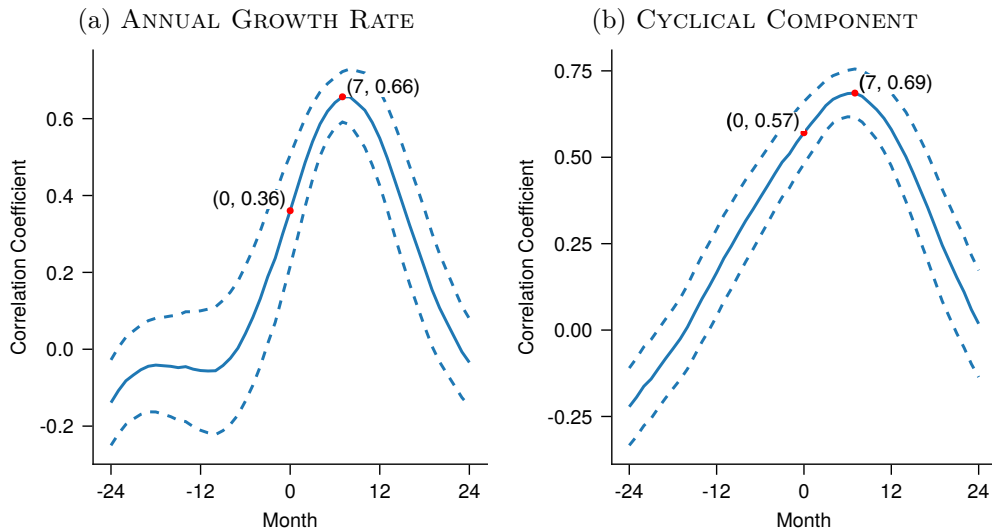 (a) ANNUAL GROWTH RATE
Correlation Coefficient
0.6
0.4
0.2
0.0
-0.2
(7, 0.66)
(0, 0.36)
-24 -12 0 12 24
Month
(b) CYCLICAL COMPONENT
Correlation Coefficient
0.75
0.50
0.25
0.00
-0.25
(7, 0.69)
(0, 0.57)
-24 -12 0 12 24
Month